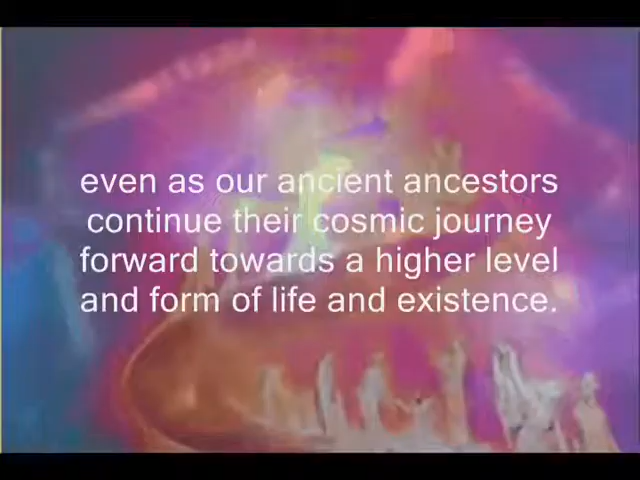 even as our ancient ancestors
continue their cosmic journey
forward towards a higher level
and form of life and existence.